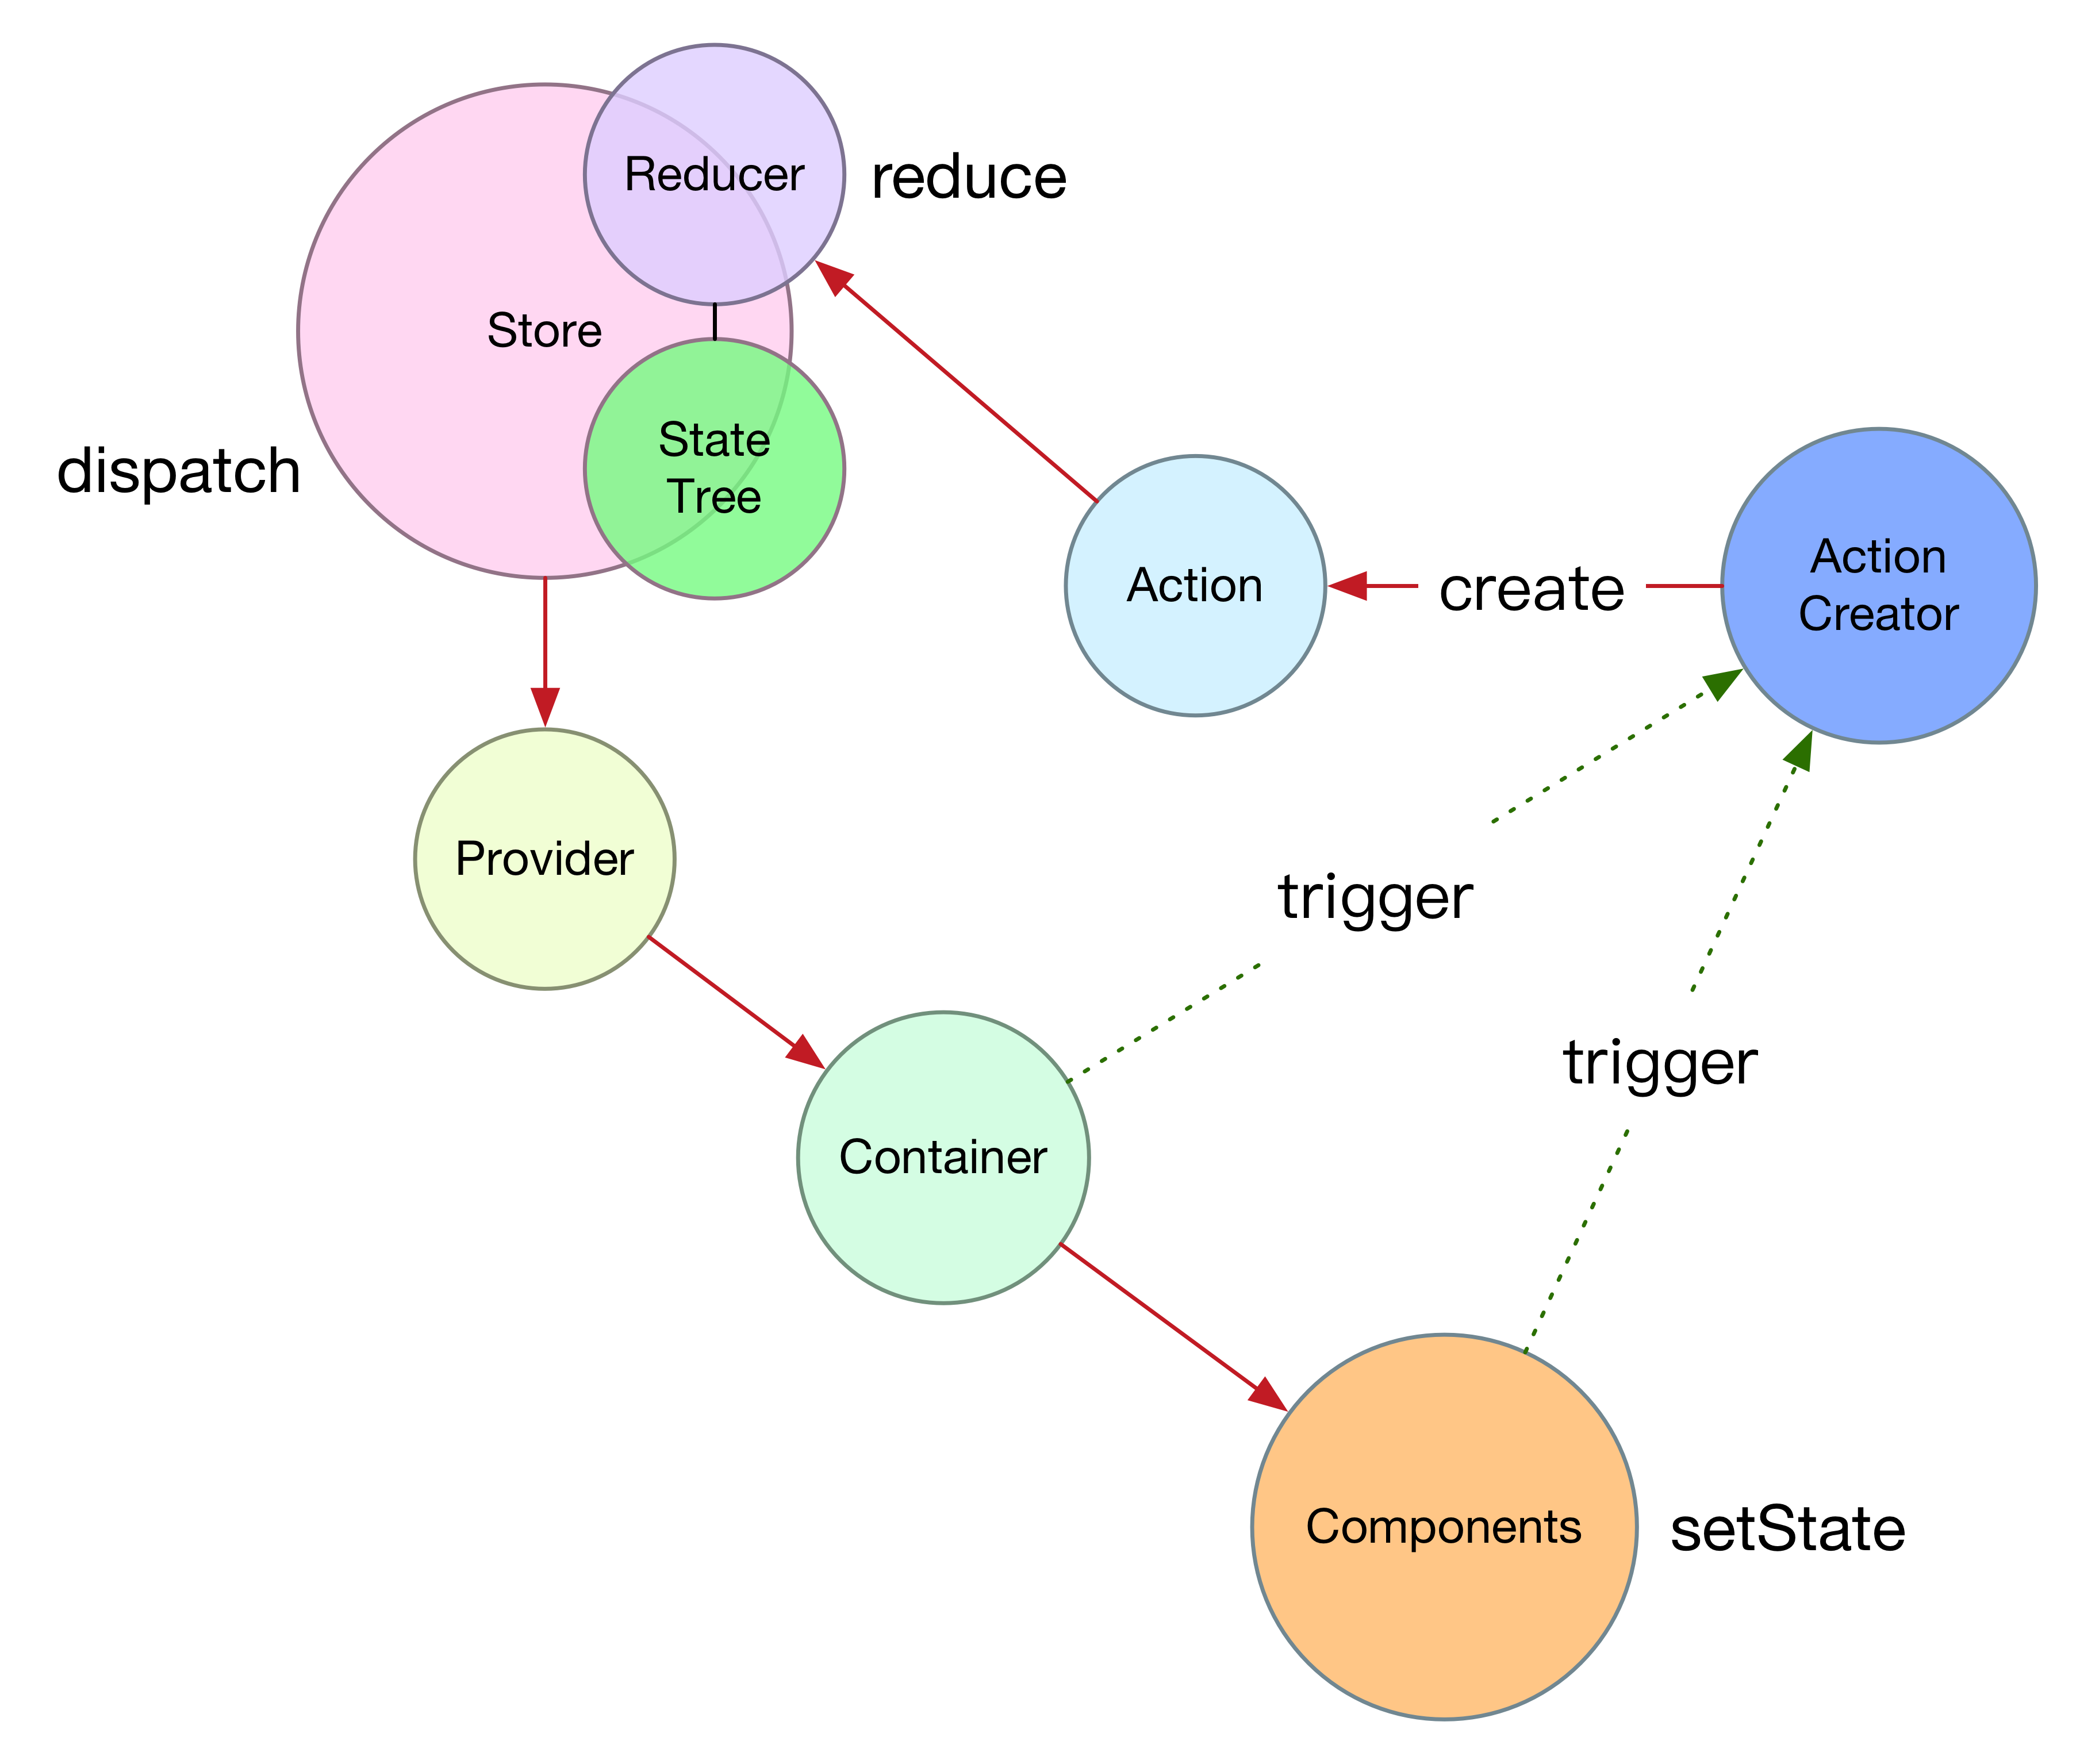 Reducer
reduce
Store
State
Tree
dispatch
Action
create
Action
Creator
Provider
trigger
trigger
Container
Components
setState